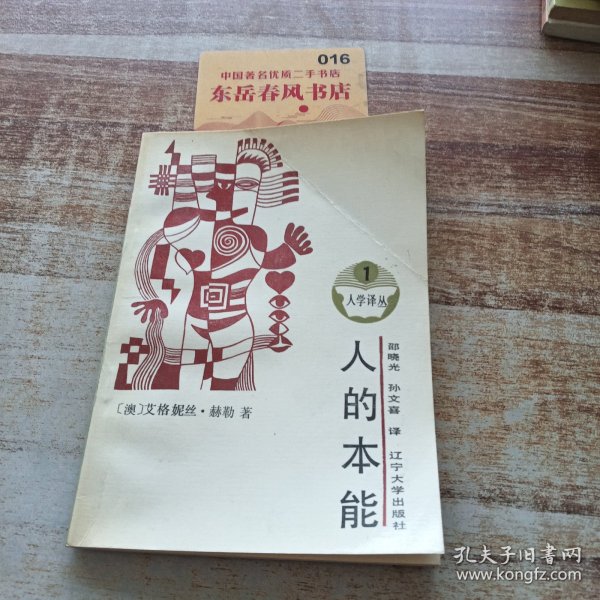 016
中国著名优质二手书店
东岳春风书店
1
人学译丛
人的本能
邵晓光 孙文喜 译 辽宁大学出版社
〔澳〕艾格妮丝·赫勒 著
孔夫子旧书网
www.kongfz.com